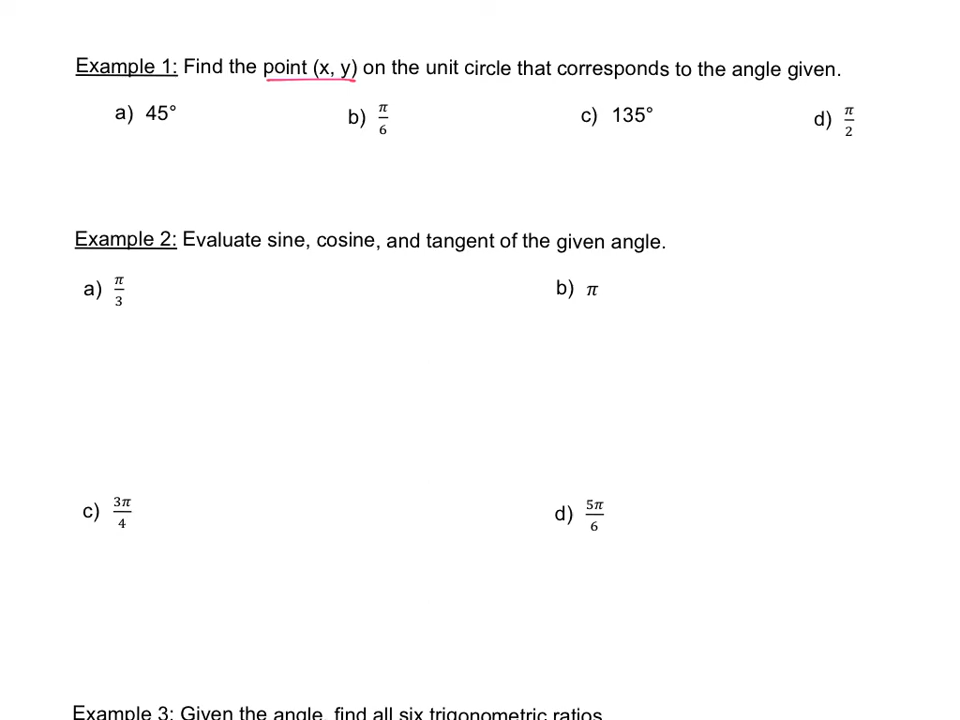 Example 1: Find the point (x, y) on the unit circle that corresponds to the angle given.
a) 45° b) π/6 c) 135° d) π/2
Example 2: Evaluate sine, cosine, and tangent of the given angle.
a) π/3 b) π
c) 3π/4 d) 5π/6
Example 3: Given the angle, find all six trigonometric ratios.